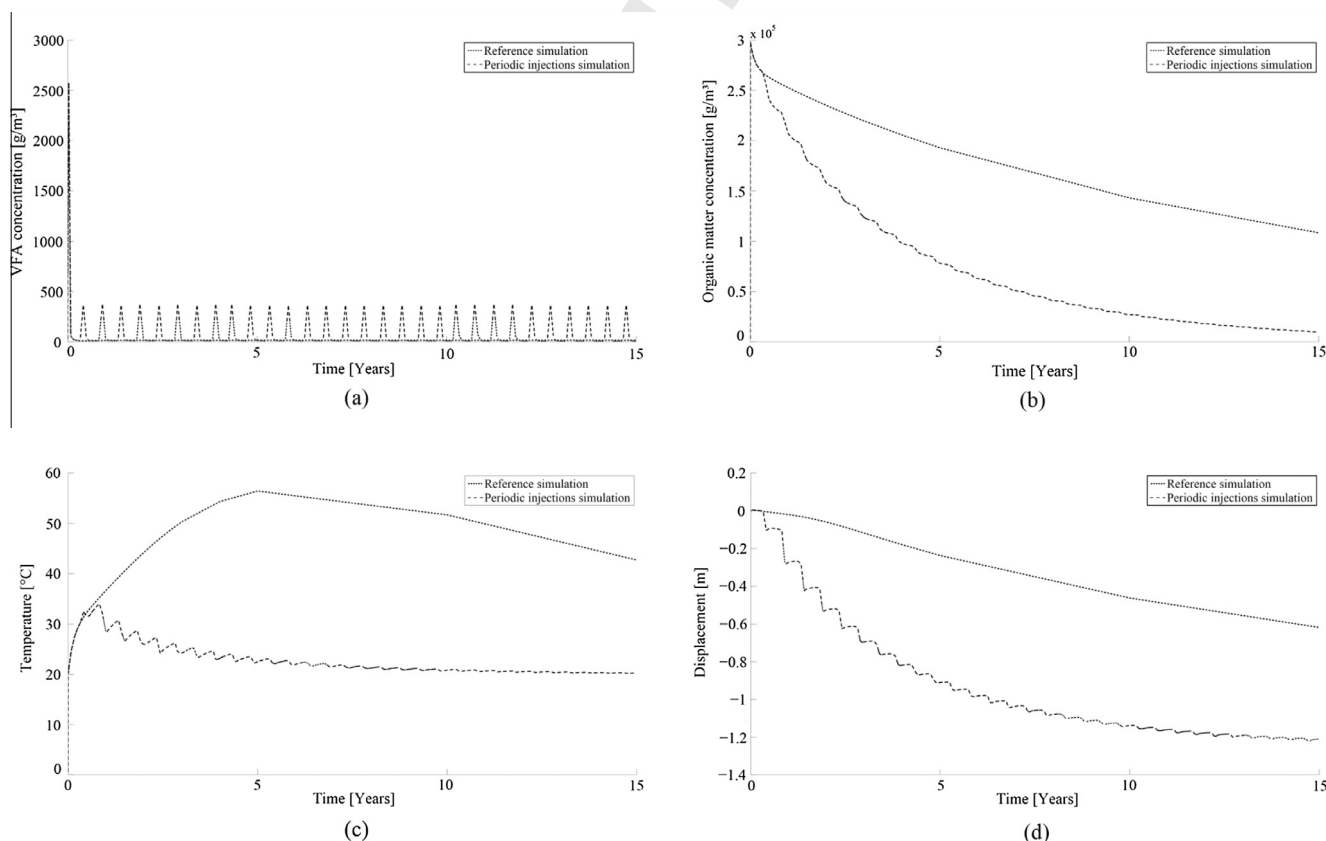 3000
2500
2000
1500
1000
500
0
VFA concentration [g/m³]
Reference simulation
Periodic injections simulation
0
5
10
15
Time [Years]
(a)
x 10⁵
3
2.5
2
1.5
1
0.5
0
Organic matter concentration [g/m³]
Reference simulation
Periodic injections simulation
0
5
10
15
Time [Years]
(b)
60
50
40
30
20
10
0
Temperature [°C]
Reference simulation
Periodic injections simulation
0
5
10
15
Time [Years]
(c)
0.2
0
−0.2
−0.4
−0.6
−0.8
−1
−1.2
−1.4
Displacement [m]
Reference simulation
Periodic injections simulation
0
5
10
15
Time [Years]
(d)